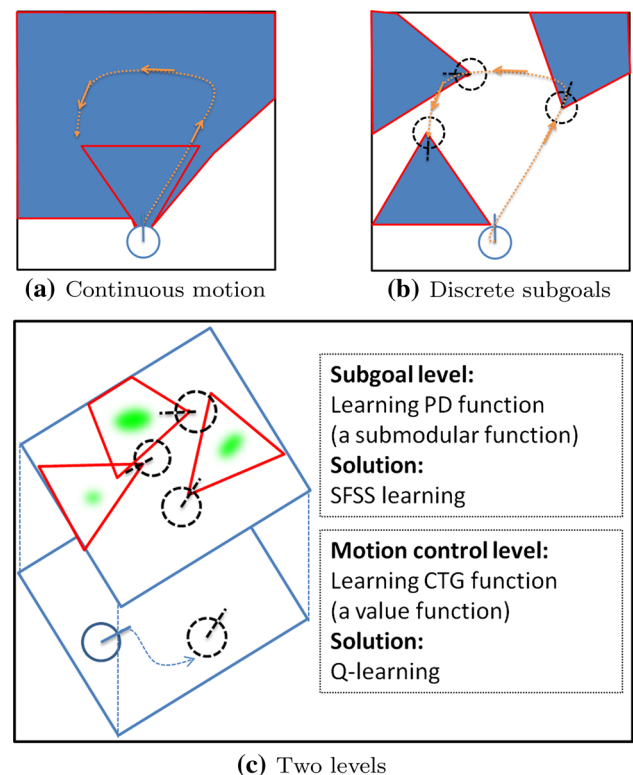 (a) Continuous motion
(b) Discrete subgoals
Subgoal level:
Learning PD function
(a submodular function)
Solution:
SFSS learning
Motion control level:
Learning CTG function
(a value function)
Solution:
Q-learning
(c) Two levels